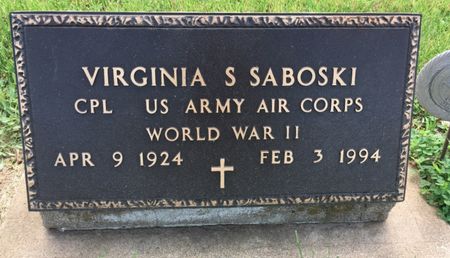 VIRGINIA S SABOSKI
CPL US ARMY AIR CORPS
WORLD WAR II
APR 9 1924 FEB 3 1994